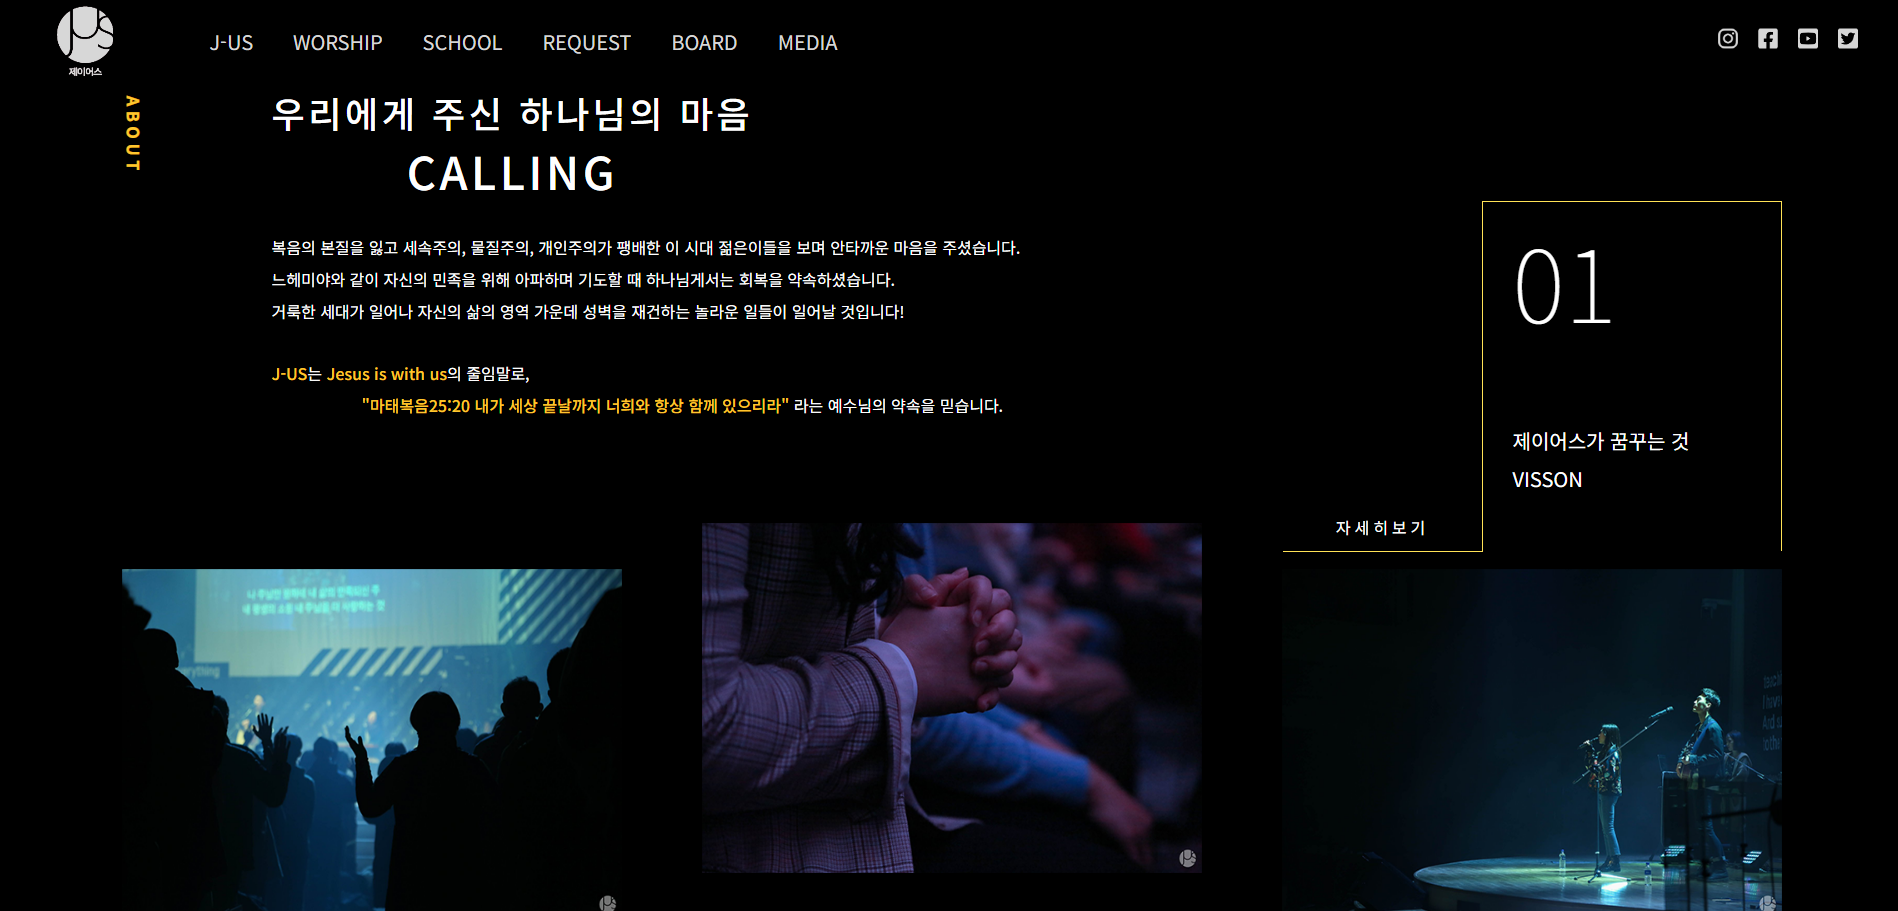 제이어스
J-US WORSHIP SCHOOL REQUEST BOARD MEDIA
ABOUT
우리에게 주신 하나님의 마음
CALLING
복음의 본질을 잃고 세속주의, 물질주의, 개인주의가 팽배한 이 시대 젊은이들을 보며 안타까운 마음을 주셨습니다.
느헤미야와 같이 자신의 민족을 위해 아파하며 기도할 때 하나님게서는 회복을 약속하셨습니다.
거룩한 세대가 일어나 자신의 삶의 영역 가운데 성벽을 재건하는 놀라운 일들이 일어날 것입니다!
J-US는 Jesus is with us의 줄임말로,
"마태복음25:20 내가 세상 끝날까지 너희와 항상 함께 있으리라" 라는 예수님의 약속을 믿습니다.
01
제이어스가 꿈꾸는 것
VISSON
자세히보기